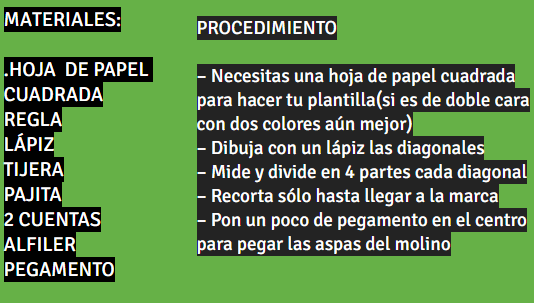 MATERIALES:
.HOJA DE PAPEL
CUADRADA
REGLA
LÁPIZ
TIJERA
PAJITA
2 CUENTAS
ALFILER
PEGAMENTO
PROCEDIMIENTO
– Necesitas una hoja de papel cuadrada
para hacer tu plantilla(si es de doble cara
con dos colores aún mejor)
– Dibuja con un lápiz las diagonales
– Mide y divide en 4 partes cada diagonal
– Recorta sólo hasta llegar a la marca
– Pon un poco de pegamento en el centro
para pegar las aspas del molino